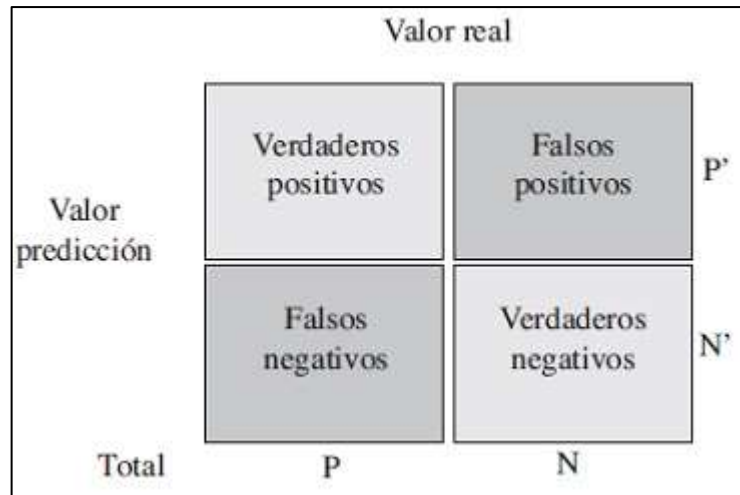 Valor real
Verdaderos
positivos
Falsos
positivos
P’
Valor
predicción
Falsos
negativos
Verdaderos
negativos
N’
Total
P
N